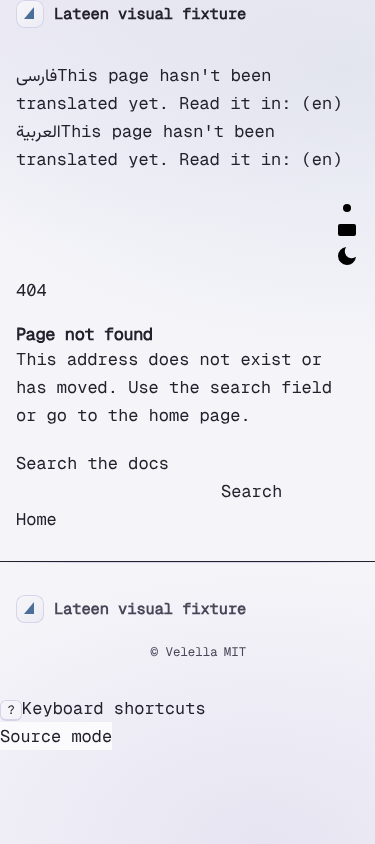 Lateen visual fixture
فارسیThis page hasn't been
translated yet. Read it in: (en)
العربيةThis page hasn't been
translated yet. Read it in: (en)
404
Page not found
This address does not exist or
has moved. Use the search field
or go to the home page.
Search the docs
Search
Home
Lateen visual fixture
© Velella MIT
?Keyboard shortcuts
Source mode